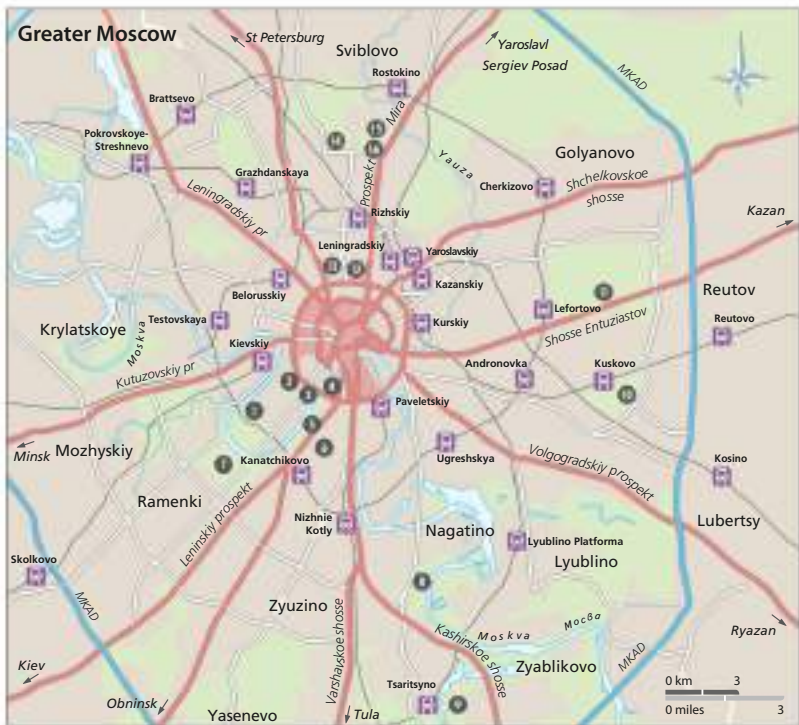 Greater Moscow
St Petersburg
Sviblovo
Yaroslavl
Sergiev Posad
MKAD
Rostokino
Brattsevo
Mira
Prospekt
Pokrovskoye-
Streshnevo
Grazhdanskaya
Yauza
Golyanovo
Cherkizovo
Shchelkovskoe
shosse
Leningradskiy pr
Rizhskiy
Kazan
Leningradskiy
Yaroslavskiy
Kazanskiy
Belorusskiy
Reutov
Lefortovo
Reutovo
Testovskaya
Kurskiy
Shosse Entuziastov
Krylatskoye
Moskva
Kievskiy
Andronovka
Kuskovo
Kutuzovskiy pr
Paveletskiy
Minsk
Mozhyskiy
Kanatchikovo
Ugreshskya
Volgogradskiy prospekt
Kosino
Ramenki
Leninskiy prospekt
Nizhnie
Kotly
Nagatino
Lyublino Platforma
Lyublino
Lubertsy
Skolkovo
MKAD
Zyuzino
Varshavskoe shosse
Kashirskoe shosse
Moskva
Москва
Ryazan
Kiev
Zyablikovo
MKAD
Obninsk
Tsaritsyno
Yasenevo
Tula
0 km 3
0 miles 3